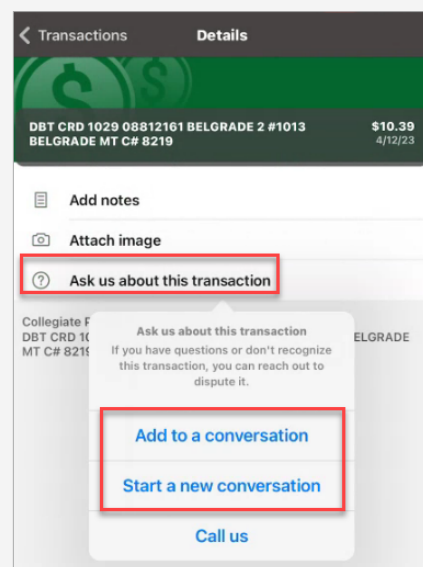 Transactions
Details
DBT CRD 1029 08812161 BELGRADE 2 #1013 $10.39
BELGRADE MT C# 8219 4/12/23
Add notes
Attach image
Ask us about this transaction
Collegiate
DBT CRD ELGRADE
MT C# 8219
Ask us about this transaction
If you have questions or don't recognize
this transaction, you can reach out to
dispute it.
Add to a conversation
Start a new conversation
Call us